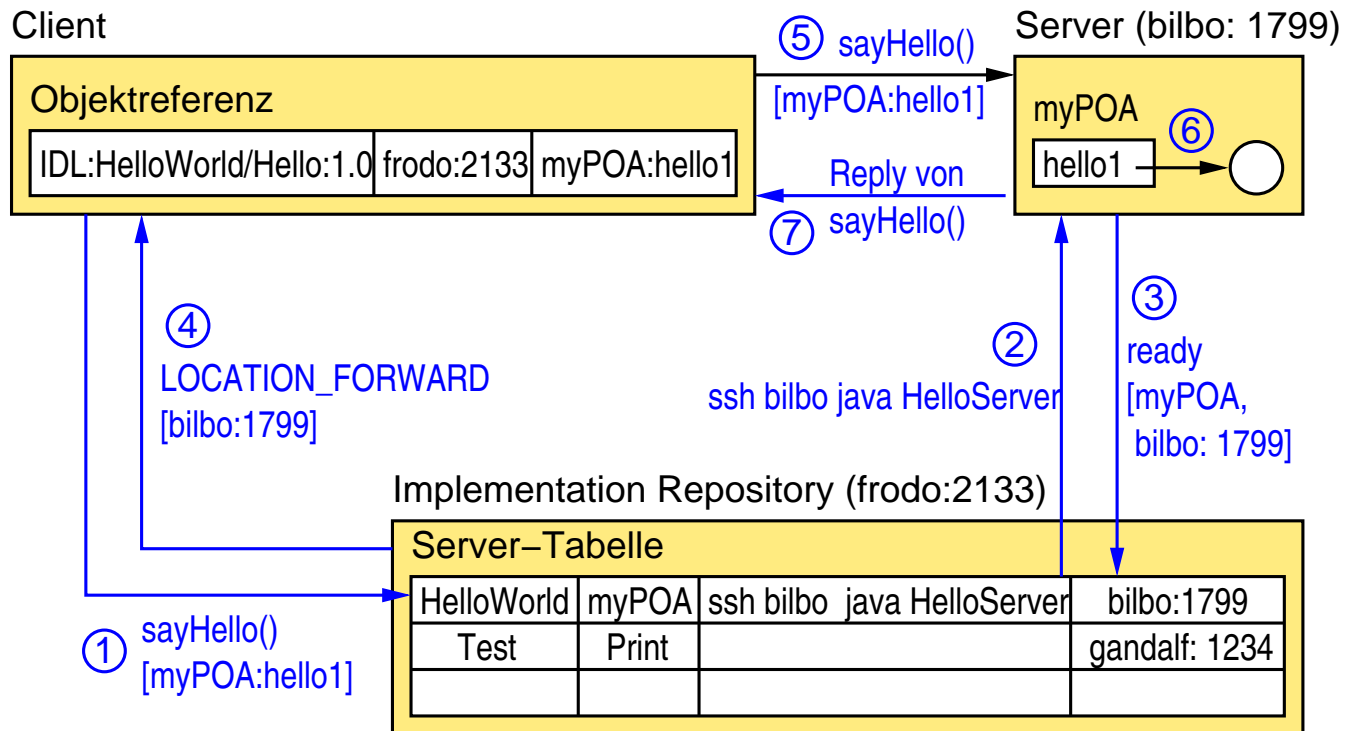 Client
Server (bilbo: 1799)
Objektreferenz
IDL:HelloWorld/Hello:1.0 frodo:2133 myPOA:hello1
⑤ sayHello()
[myPOA:hello1]
myPOA
⑥
hello1
Reply von
⑦ sayHello()
④
LOCATION_FORWARD
[bilbo:1799]
②
ssh bilbo java HelloServer
③
ready
[myPOA,
bilbo: 1799]
Implementation Repository (frodo:2133)
Server−Tabelle
HelloWorld myPOA ssh bilbo java HelloServer bilbo:1799
Test Print gandalf: 1234
① sayHello()
[myPOA:hello1]